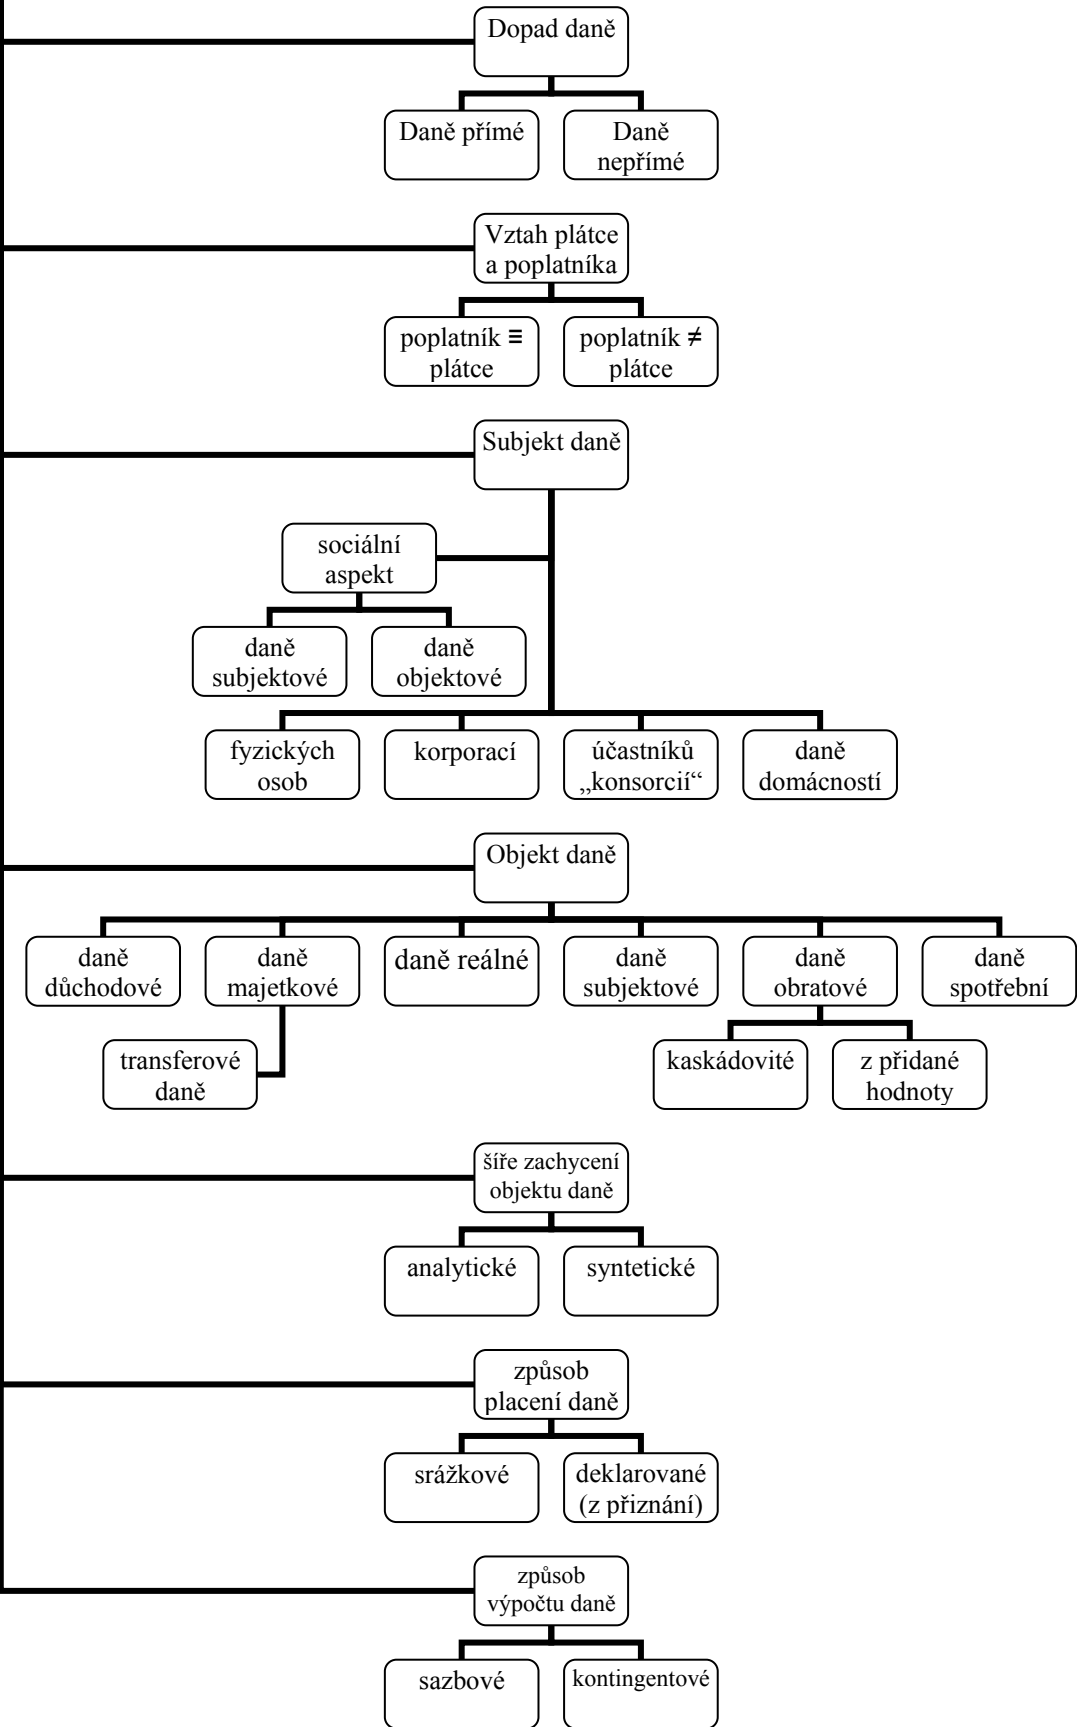 Dopad daně
Daně přímé
Daně
nepřímé
Vztah plátce
a poplatníka
poplatník ≡
plátce
poplatník ≠
plátce
Subjekt daně
sociální
aspekt
daně
subjektové
daně
objektové
fyzických
osob
korporací
účastníků
„konsorcií“
daně
domácností
Objekt daně
daně
důchodové
daně
majetkové
daně reálné
daně
subjektové
daně
obratové
daně
spotřební
transferové
daně
kaskádovité
z přidané
hodnoty
šíře zachycení
objektu daně
analytické
syntetické
způsob
placení daně
srážkové
deklarované
(z přiznání)
způsob
výpočtu daně
sazbové
kontingentové